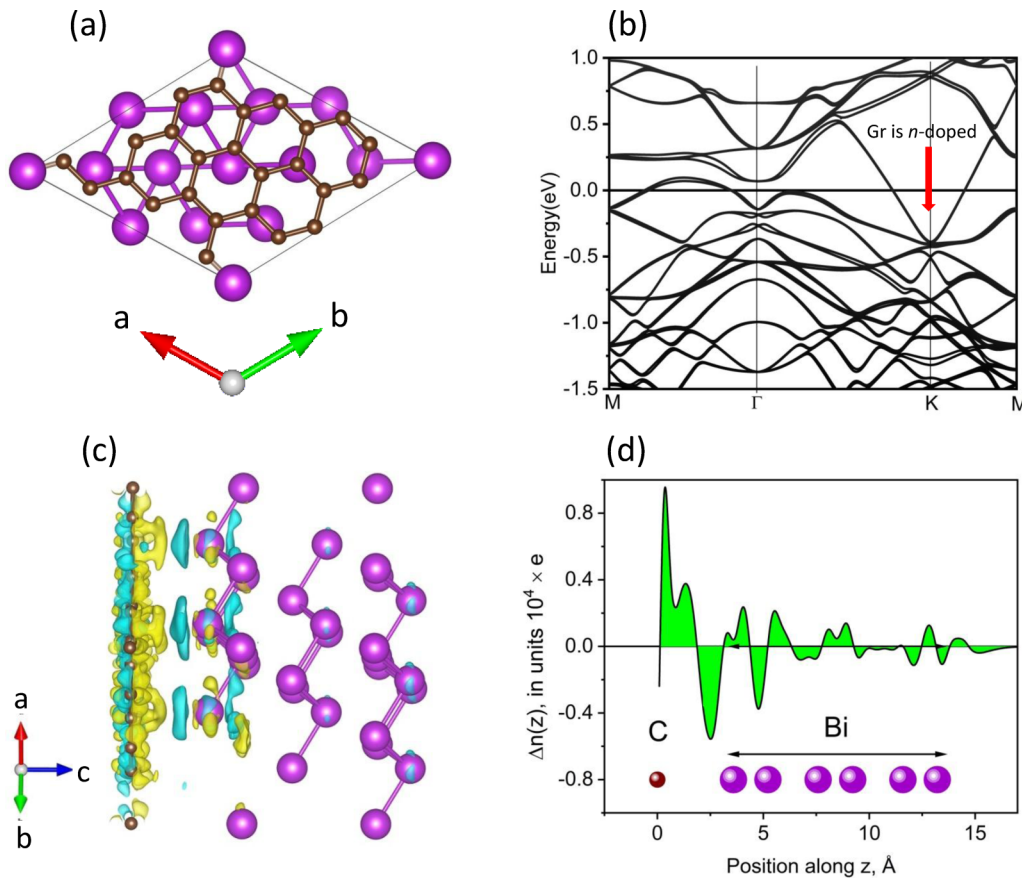 (a)
a
b
(b)
1.0
0.5
0.0
-0.5
-1.0
-1.5
Energy(eV)
Gr is n-doped
M
Γ
K
M
(c)
a
c
b
(d)
0.8
0.4
0.0
-0.4
-0.8
Δn(z), in units 10⁴ × e
C
Bi
0
5
10
15
Position along z, Å